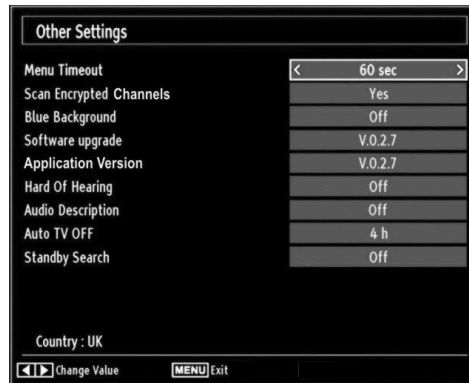 Other Settings
Menu Timeout < 60 sec >
Scan Encrypted Channels Yes
Blue Background Off
Software upgrade V.0.2.7
Application Version V.0.2.7
Hard Of Hearing Off
Audio Description Off
Auto TV OFF 4 h
Standby Search Off
Country : UK
Change Value MENU Exit